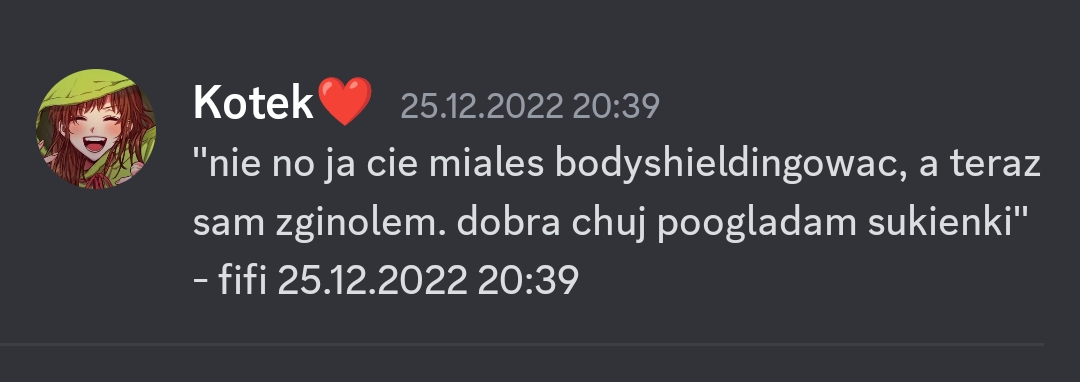 Kotek❤️ 25.12.2022 20:39
"nie no ja cie miales bodyshieldingowac, a teraz
sam zginolem. dobra chuj poogladam sukienki"
- fifi 25.12.2022 20:39